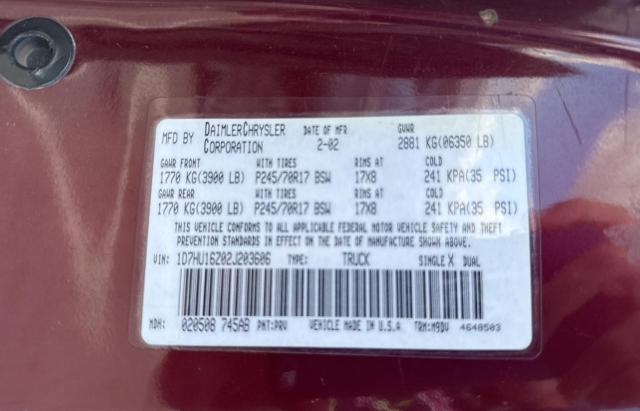 MFD BY DAIMLERCHRYSLER CORPORATION DATE OF MFR 2-02 GVWR 2881 KG(06350 LB)
GAWR FRONT WITH TIRES RIMS AT COLD
1770 KG(3900 LB) P245/70R17 BSW 17X8 241 KPA(35 PSI)
GAWR REAR WITH TIRES RIMS AT COLD
1770 KG(3900 LB) P245/70R17 BSW 17X8 241 KPA(35 PSI)
THIS VEHICLE CONFORMS TO ALL APPLICABLE FEDERAL MOTOR VEHICLE SAFETY AND THEFT
PREVENTION STANDARDS IN EFFECT ON THE DATE OF MANUFACTURE SHOWN ABOVE.
VIN: 1D7HU16Z02J203606 TYPE: TRUCK SINGLE X DUAL
MDH: 020508 745AB PNT:PRV VEHICLE MADE IN U.S.A. TRM:M9DV 4648503